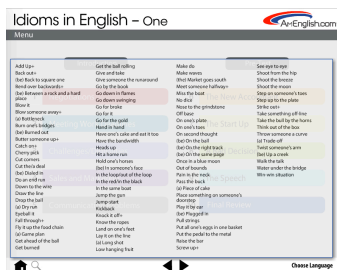 Idioms in English – One
A+English.com
Menu
Add Up+
Back out+
(be) Back to square one
Bend over backwards+
(be) Between a rock and a hard
place
Blow it
Blow someone away+
(a) Bottleneck
Burn one's bridges
(be) Burned out
Butter someone up+
Catch on+
Cherry pick
Cut corners
Cut the/a deal
(be) Dialed in
Do an end run
Down to the wire
Draw the line
Drop the ball
(a) Dry run
Eyeball it
Fall through+
Fly it up the food chain
(a) Game plan
Get ahead of the ball
Get burned
Get the ball rolling
Give and take
Give someone the runaround
Go by the book
Go down in flames
Go down swinging
Go for broke
Go for it
Go for the gold
Hand in hand
Have one's cake and eat it too
Have the bandwidth
Heads up
Hit a home run
Hold one's horses
(be) In someone's face
In the loop/out of the loop
In the red/in the black
In the same boat
Jump the gun
Jump start
Kickback
Knock it off+
Know the ropes
Land on one's feet
Lay it on the line
(a) Long shot
Low hanging fruit
Make do
Make waves
(the) Market goes south
Meet someone halfway+
Miss the boat
No dice
Nose to the grindstone
Off base
On one's plate
On one's toes
On second thought
(be) On the ball
(be) On the right track
(be) On the same page
Once in a blue moon
Out of bounds
Pain in the neck
Pass the buck
(a) Piece of cake
Place something on someone's
doorstep
Play it by ear
(be) Plugged in
Pull strings
Put all one's eggs in one basket
Put the pedal to the metal
Raise the bar
Screw up+
See eye to eye
Shoot from the hip
Shoot the breeze
Shoot the moon
Step on someone's toes
Step up to the plate
Strike out+
Take something off line
Take the bull by the horns
Think out of the box
Throw someone a curve
(a) Trade off
Twist someone's arm
(be) Up a creek
Walk the talk
Water under the bridge
Win win situation
Choose Language